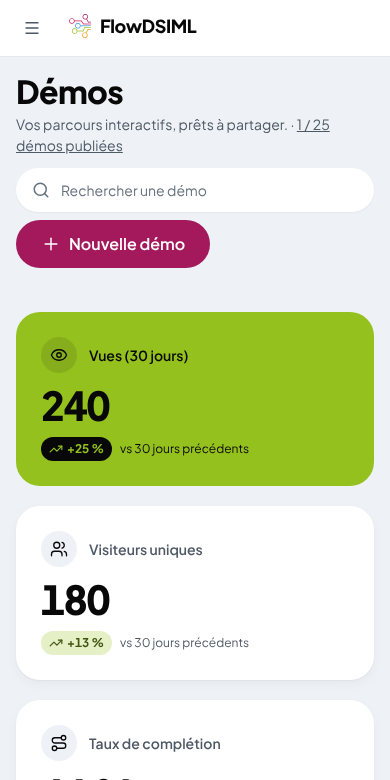 FlowDSIML
Démos
Vos parcours interactifs, prêts à partager. · 1 / 25
démos publiées
Rechercher une démo
+ Nouvelle démo
Vues (30 jours)
240
+25 % vs 30 jours précédents
Visiteurs uniques
180
+13 % vs 30 jours précédents
Taux de complétion